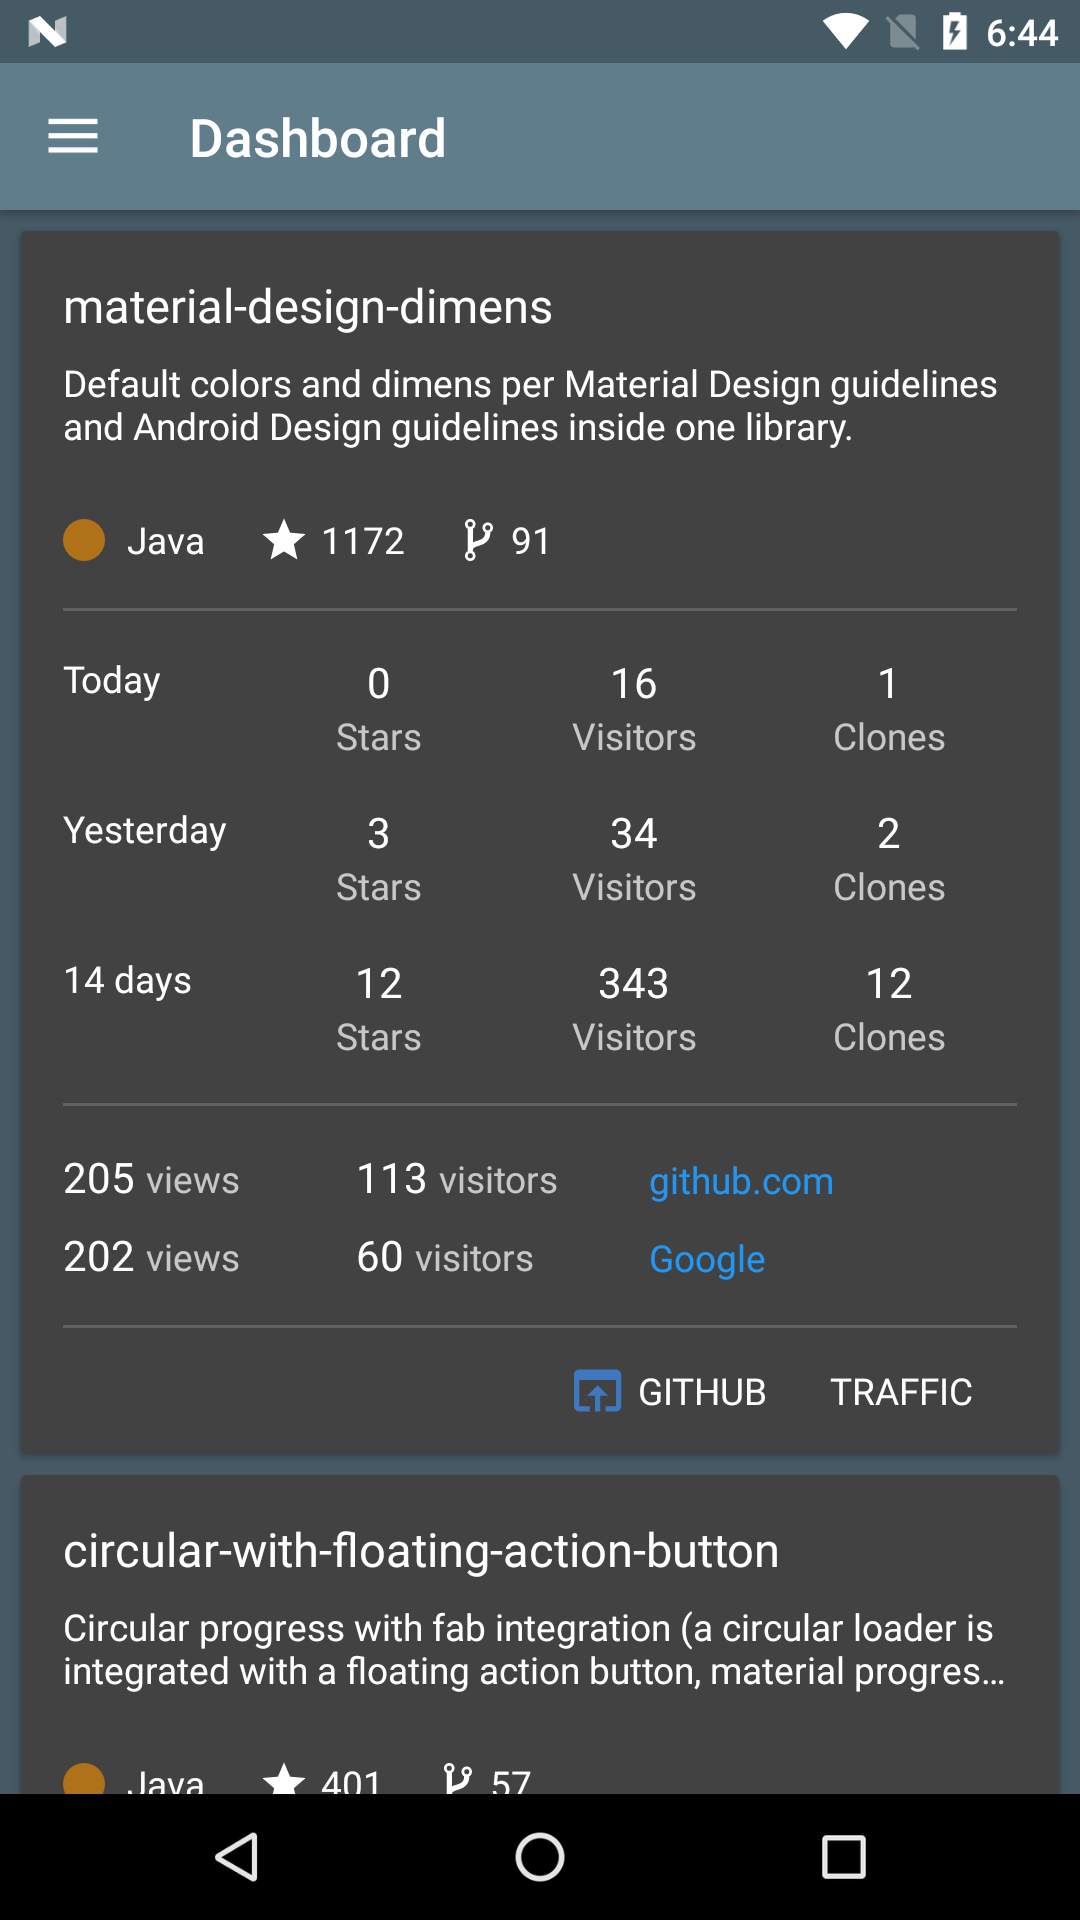 6:44
Dashboard
material-design-dimens
Default colors and dimens per Material Design guidelines
and Android Design guidelines inside one library.
Java 1172 91
Today 0 16 1
Stars Visitors Clones
Yesterday 3 34 2
Stars Visitors Clones
14 days 12 343 12
Stars Visitors Clones
205 views 113 visitors github.com
202 views 60 visitors Google
GITHUB TRAFFIC
circular-with-floating-action-button
Circular progress with fab integration (a circular loader is
integrated with a floating action button, material progres...
Java 401 57